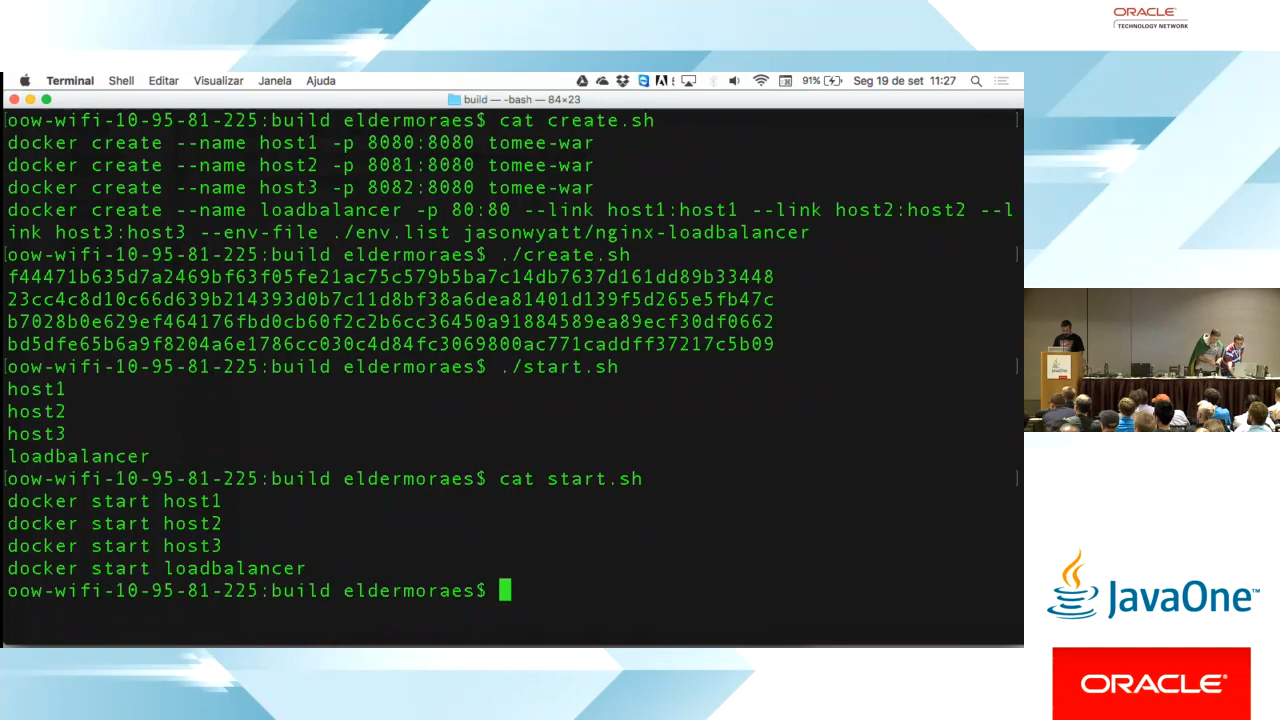 ORACLE
TECHNOLOGY NETWORK
Terminal Shell Editar Visualizar Janela Ajuda 91% Seg 19 de set 11:27
build — -bash — 84×23
oow-wifi-10-95-81-225:build eldermoraes$ cat create.sh
docker create --name host1 -p 8080:8080 tomee-war
docker create --name host2 -p 8081:8080 tomee-war
docker create --name host3 -p 8082:8080 tomee-war
docker create --name loadbalancer -p 80:80 --link host1:host1 --link host2:host2 --l
ink host3:host3 --env-file ./env.list jasonwyatt/nginx-loadbalancer
oow-wifi-10-95-81-225:build eldermoraes$ ./create.sh
f44471b635d7a2469bf63f05fe21ac75c579b5ba7c14db7637d161dd89b33448
23cc4c8d10c66d639b214393d0b7c11d8bf38a6dea81401d139f5d265e5fb47c
b7028b0e629ef464176fbd0cb60f2c2b6cc36450a91884589ea89ecf30df0662
bd5dfe65b6a9f8204a6e1786cc030c4d84fc3069800ac771caddff37217c5b09
oow-wifi-10-95-81-225:build eldermoraes$ ./start.sh
host1
host2
host3
loadbalancer
oow-wifi-10-95-81-225:build eldermoraes$ cat start.sh
docker start host1
docker start host2
docker start host3
docker start loadbalancer
oow-wifi-10-95-81-225:build eldermoraes$
JavaOne
JavaOne™
ORACLE®